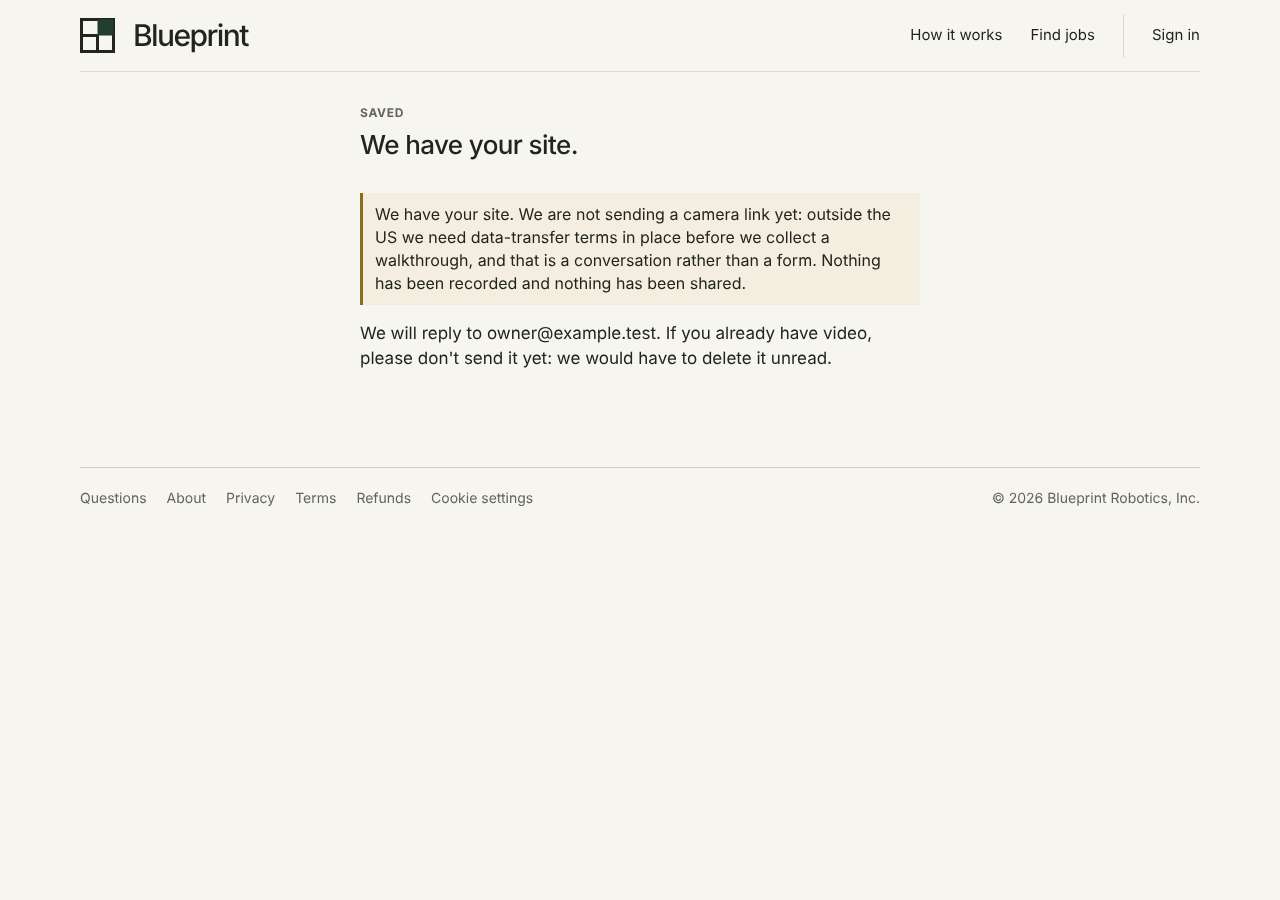 Blueprint
How it works
Find jobs
Sign in
SAVED
We have your site.
We have your site. We are not sending a camera link yet: outside the
US we need data-transfer terms in place before we collect a
walkthrough, and that is a conversation rather than a form. Nothing
has been recorded and nothing has been shared.
We will reply to owner@example.test. If you already have video,
please don't send it yet: we would have to delete it unread.
Questions
About
Privacy
Terms
Refunds
Cookie settings
© 2026 Blueprint Robotics, Inc.